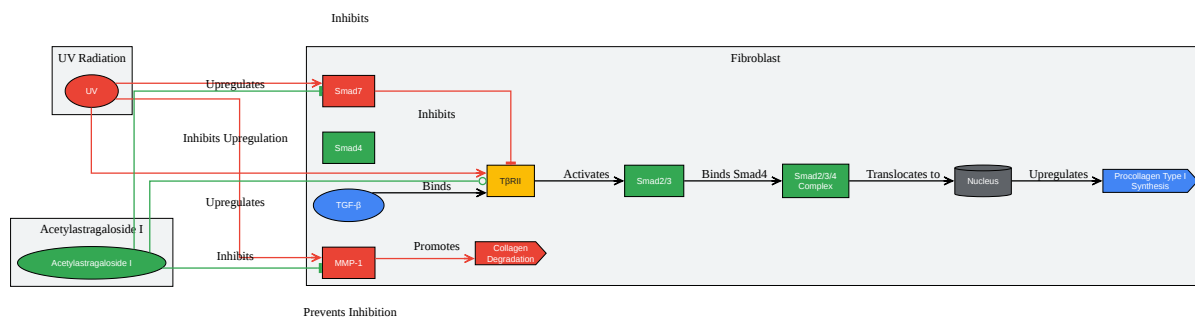 Inhibits
UV Radiation
Fibroblast
UV
Upregulates
Smad7
Inhibits
Inhibits Upregulation
Smad4
TβRII
Activates
Smad2/3
Binds Smad4
Smad2/3/4
Complex
Translocates to
Nucleus
Upregulates
Procollagen Type I
Synthesis
Binds
TGF-β
Upregulates
Acetylastragaloside I
Acetylastragaloside I
Inhibits
MMP-1
Promotes
Collagen
Degradation
Prevents Inhibition